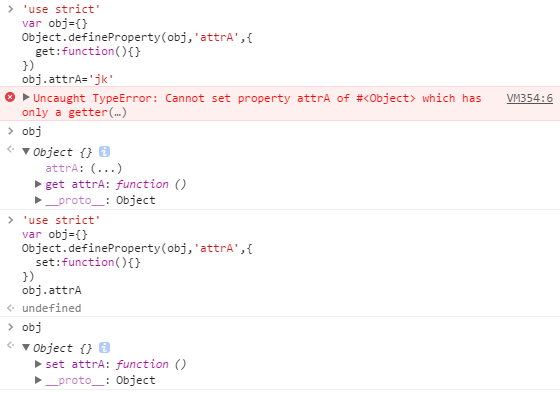 'use strict'
var obj={}
Object.defineProperty(obj,'attrA',{
get:function(){}
})
obj.attrA='jk'
Uncaught TypeError: Cannot set property attrA of #<Object> which has VM354:6
only a getter(…)
obj
Object {}
attrA: (...)
get attrA: function ()
__proto__: Object
'use strict'
var obj={}
Object.defineProperty(obj,'attrA',{
set:function(){}
})
obj.attrA
undefined
obj
Object {}
set attrA: function ()
__proto__: Object